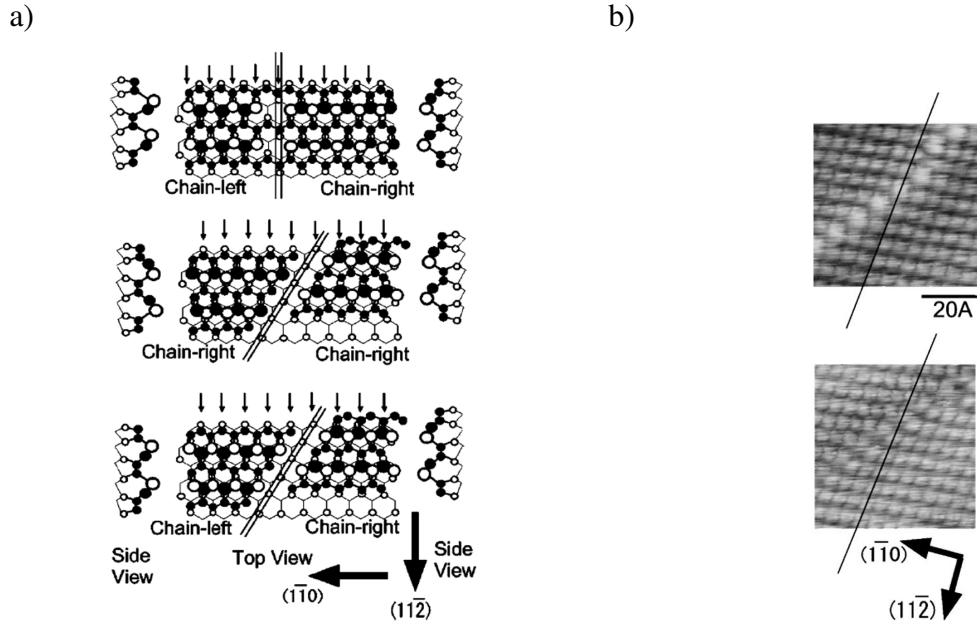 a)
b)
Chain-left Chain-right
Chain-right Chain-right
20A
Chain-left Chain-right
Side View
Top View
Side View
(11̅0)
(112̅)
(11̅0)
(112̅)